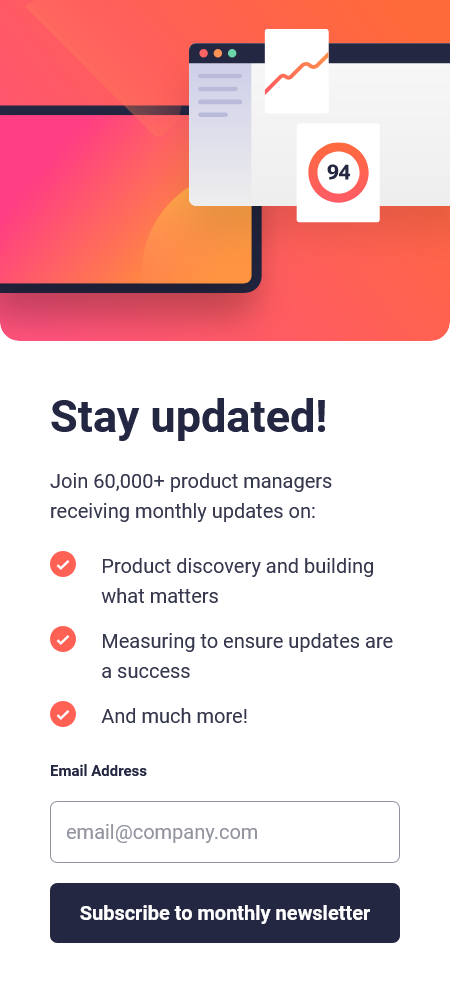 94
Stay updated!
Join 60,000+ product managers
receiving monthly updates on:
Product discovery and building
what matters
Measuring to ensure updates are
a success
And much more!
Email Address
email@company.com
Subscribe to monthly newsletter